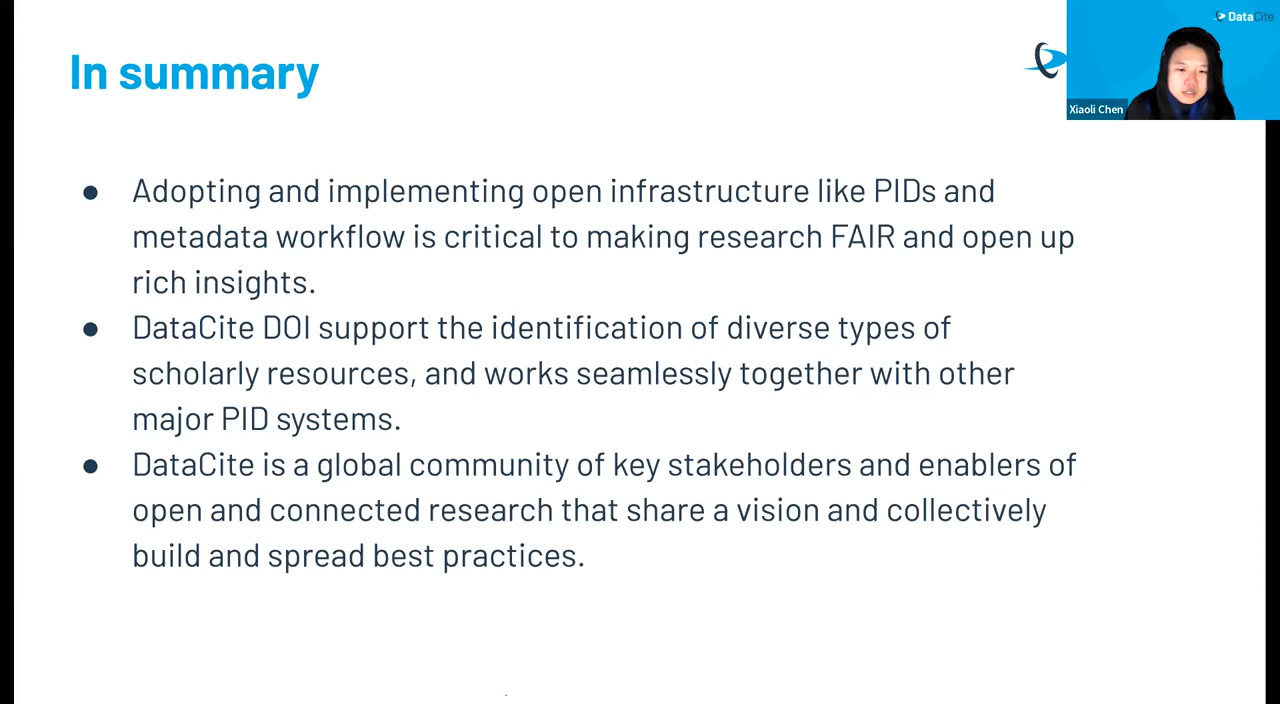 In summary
DataCite
Xiaoli Chen
● Adopting and implementing open infrastructure like PIDs and
metadata workflow is critical to making research FAIR and open up
rich insights.
● DataCite DOI support the identification of diverse types of
scholarly resources, and works seamlessly together with other
major PID systems.
● DataCite is a global community of key stakeholders and enablers of
open and connected research that share a vision and collectively
build and spread best practices.